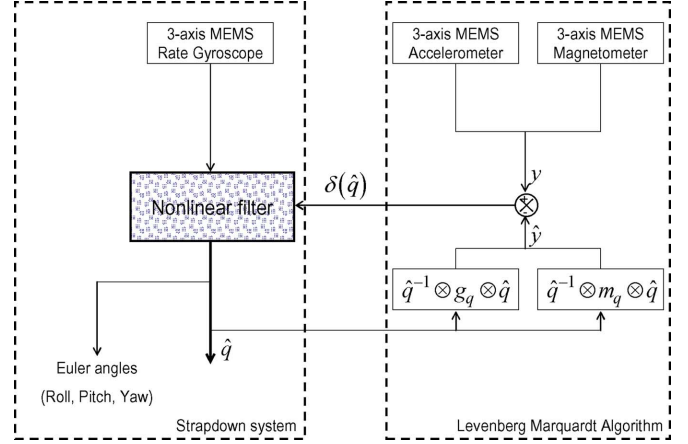 3-axis MEMS
Rate Gyroscope
3-axis MEMS
Accelerometer
3-axis MEMS
Magnetometer
y
+
-
ŷ
δ(q̂)
Nonlinear filter
q̂⁻¹ ⊗ g_q ⊗ q̂
q̂⁻¹ ⊗ m_q ⊗ q̂
q̂
Euler angles
(Roll, Pitch, Yaw)
Strapdown system
Levenberg Marquardt Algorithm